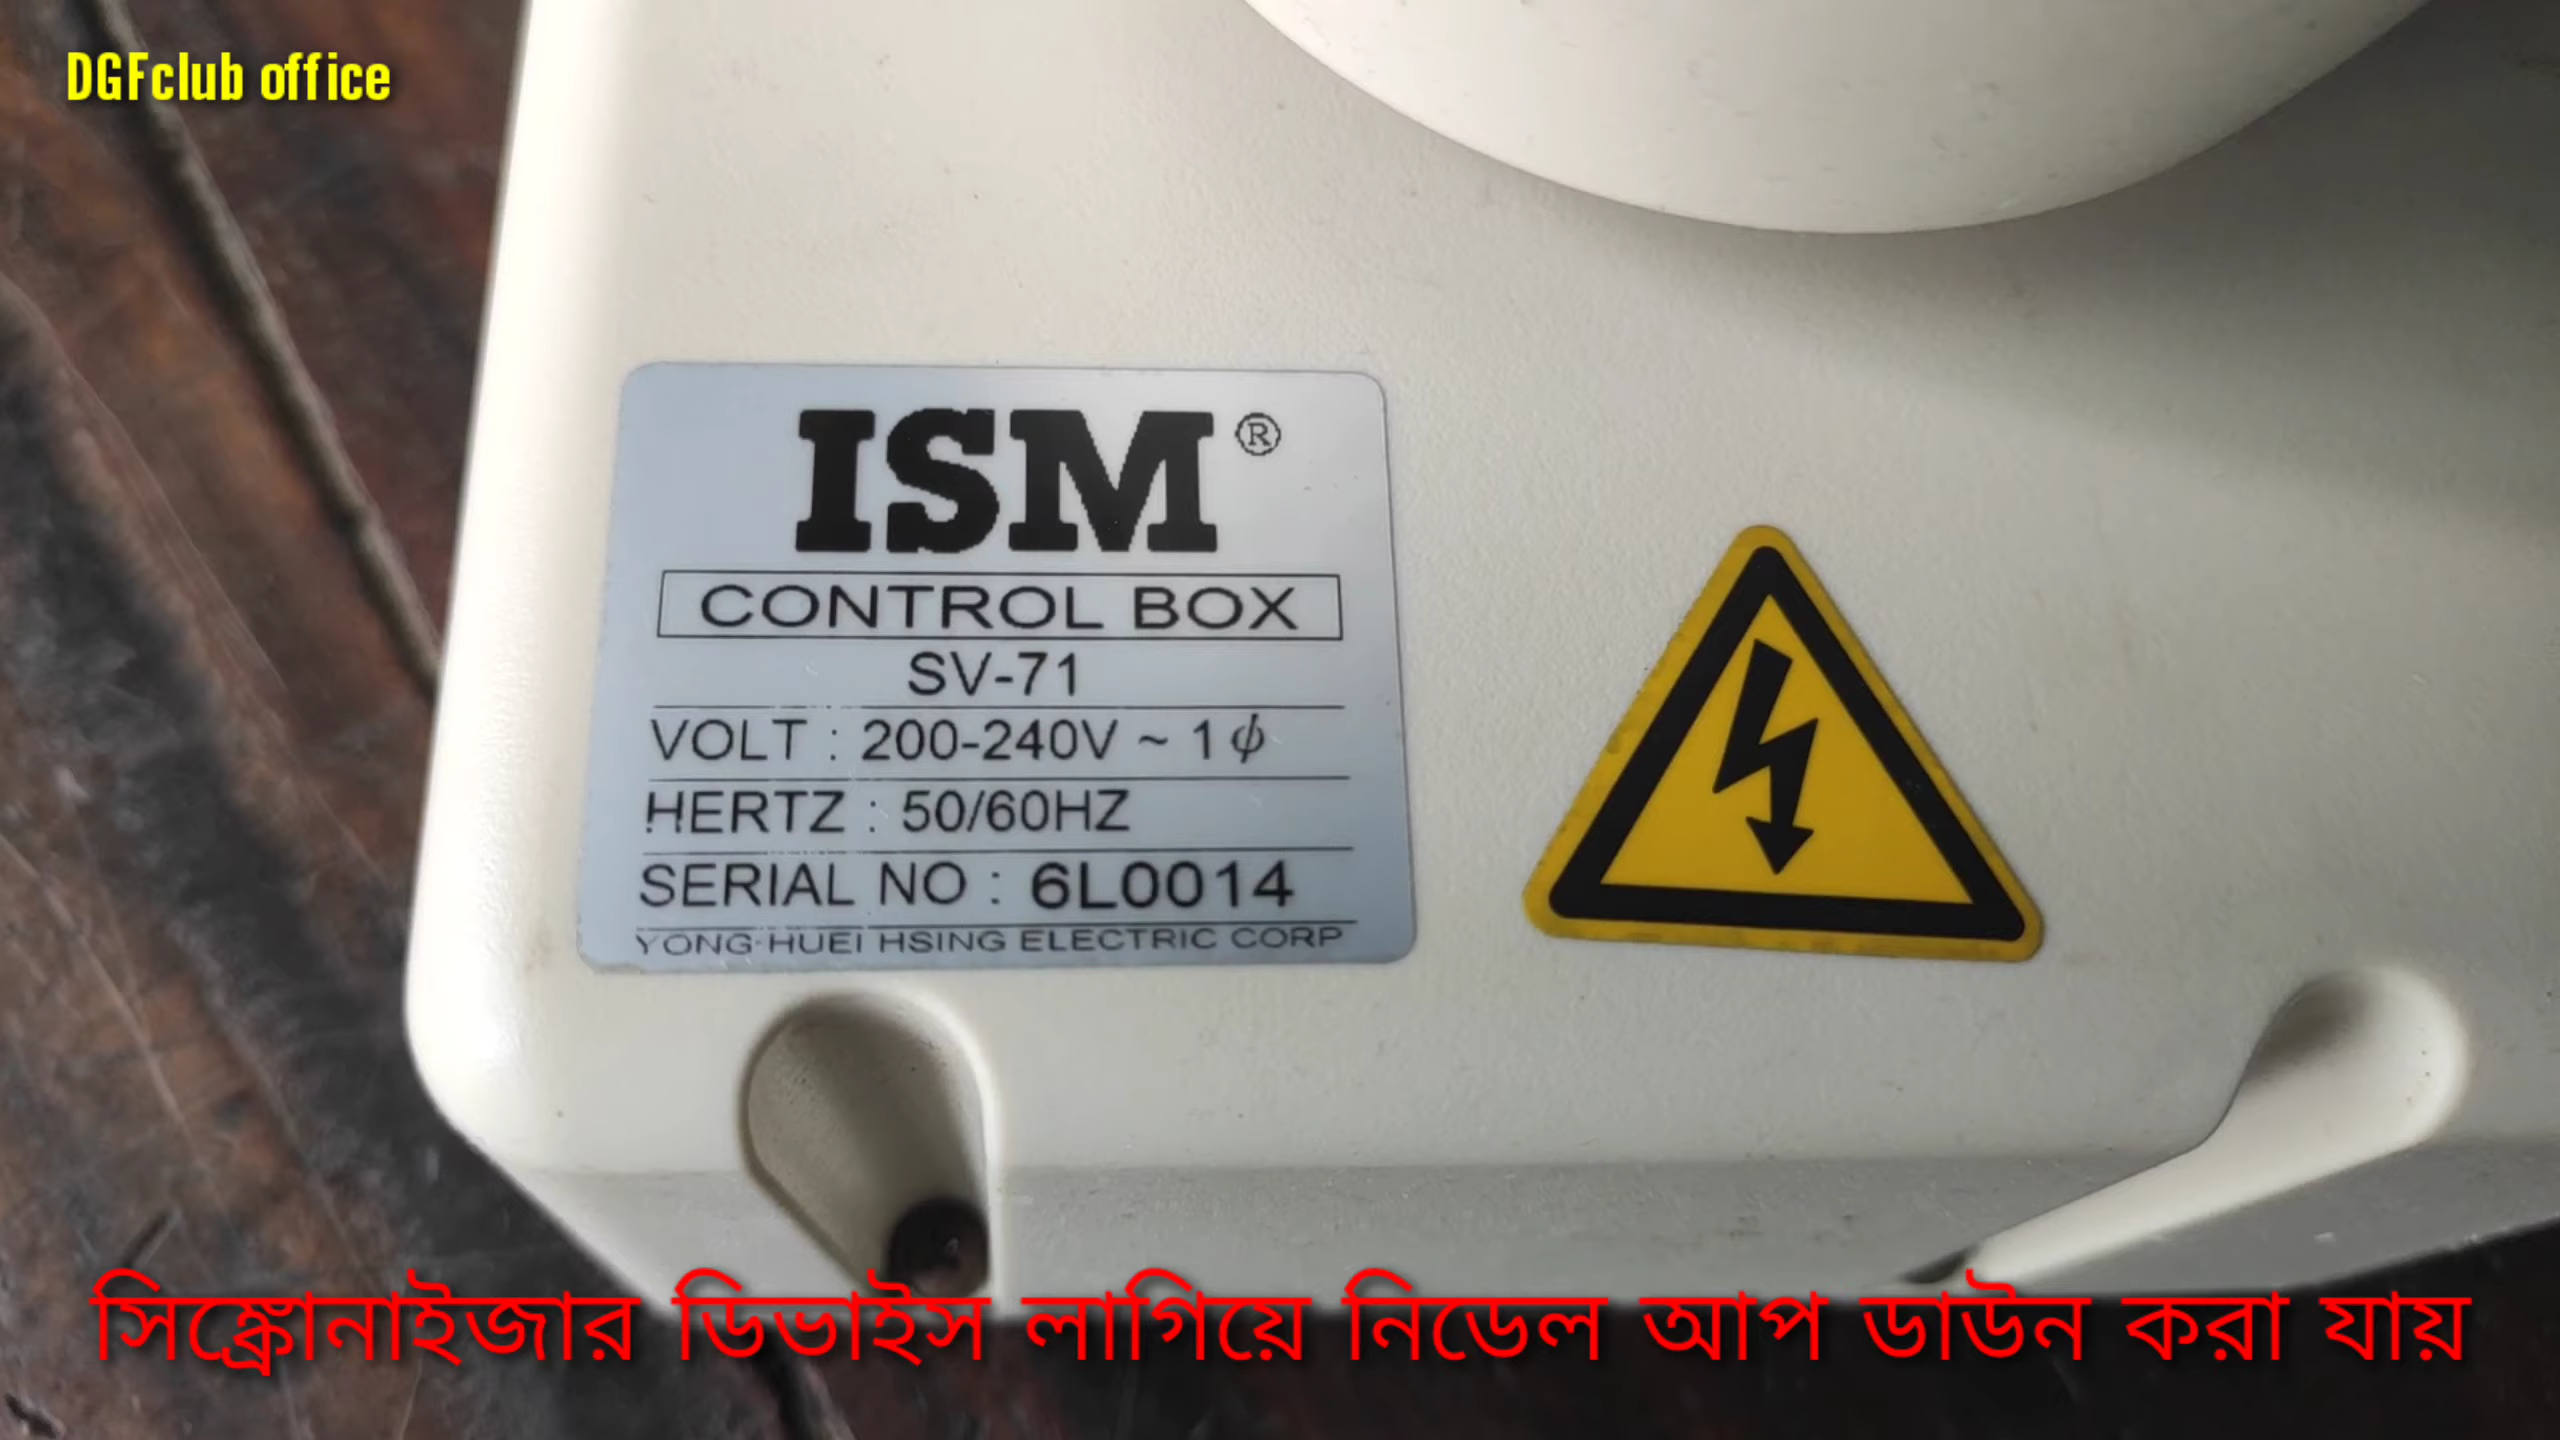 DGFclub office
ISM®
CONTROL BOX
SV-71
VOLT : 200-240V ~ 1ϕ
HERTZ : 50/60HZ
SERIAL NO : 6L0014
YONG-HUEI HSING ELECTRIC CORP
সিঙ্ক্রোনাইজার ডিভাইস লাগিয়ে নিডেল আপ ডাউন করা যায়